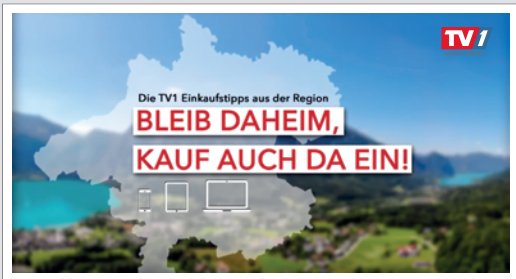 TV1
Die TV1 Einkaufstipps aus der Region
BLEIB DAHEIM,
KAUF AUCH DA EIN!